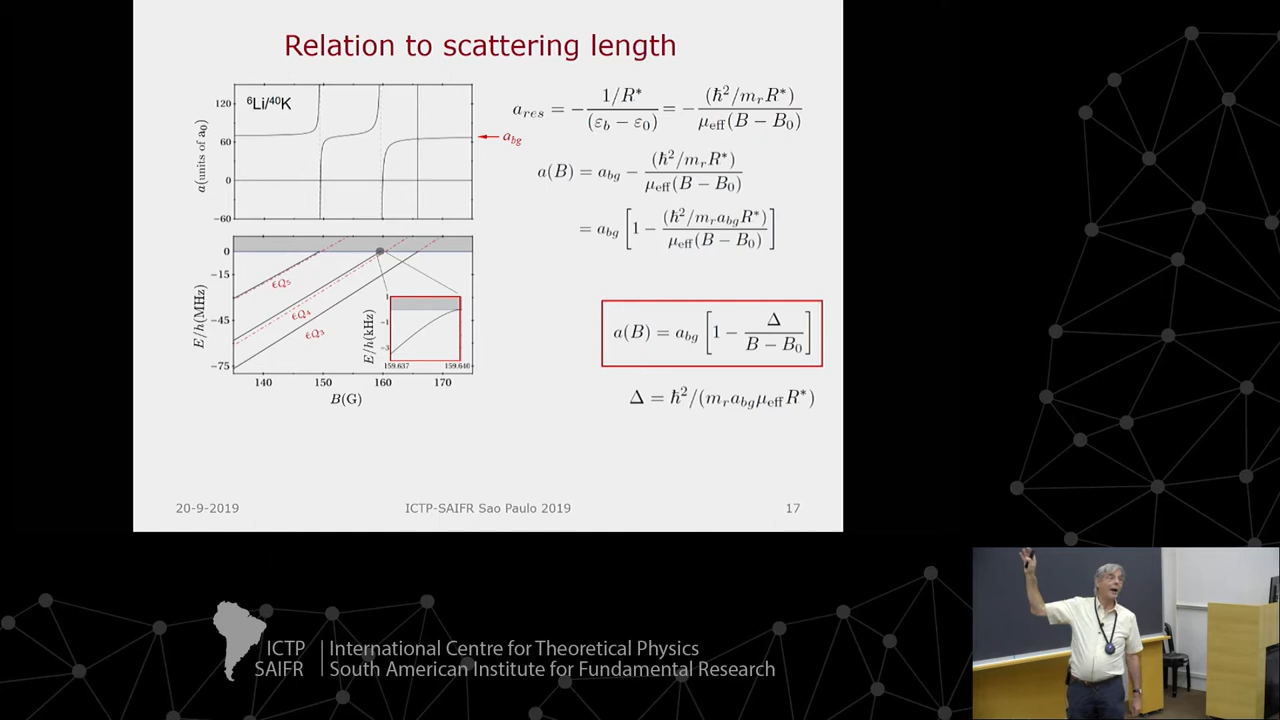 Relation to scattering length
⁶Li/⁴⁰K
120
60
0
−60
a(units of a₀)
a_bg
0
−15
−45
−75
E/h(MHz)
ϵQ₅
ϵQ₄
ϵQ₃
1
−1
−3
E/h(kHz)
159.637 159.640
140 150 160 170
B(G)
a_res = − (1/R*)/(ε_b − ε_0) = − (ℏ²/m_r R*)/(μ_eff(B − B_0))
a(B) = a_bg − (ℏ²/m_r R*)/(μ_eff(B − B_0))
= a_bg [1 − (ℏ²/m_r a_bg R*)/(μ_eff(B − B_0))]
a(B) = a_bg [1 − Δ/(B − B_0)]
Δ = ℏ²/(m_r a_bg μ_eff R*)
20-9-2019 ICTP-SAIFR Sao Paulo 2019 17
ICTP SAIFR
International Centre for Theoretical Physics
South American Institute for Fundamental Research